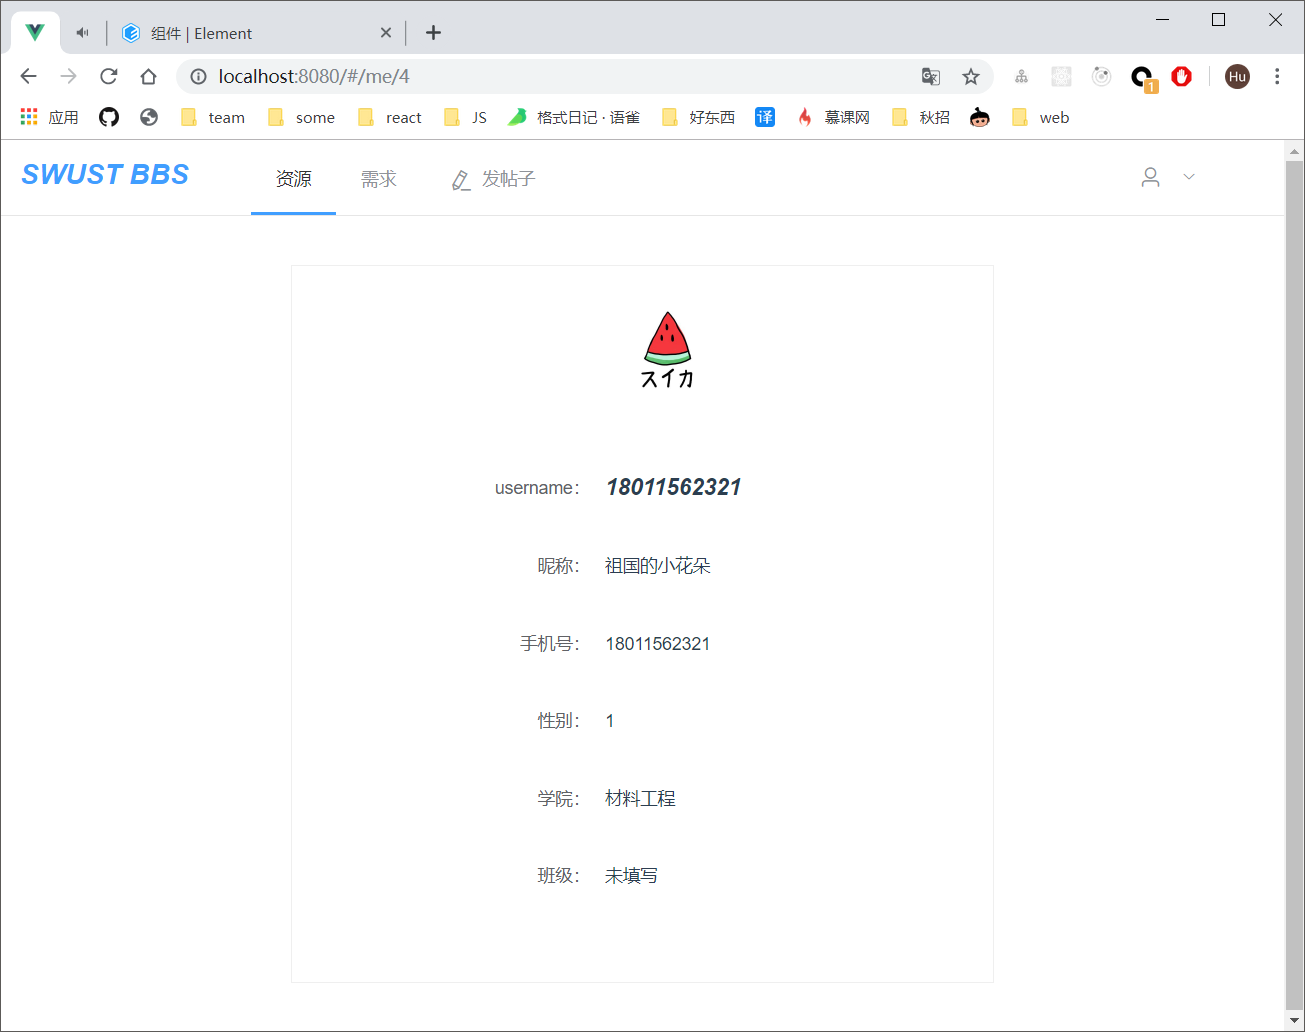 组件 | Element
localhost:8080/#/me/4
1
Hu
应用
team
some
react
JS
格式日记 · 语雀
好东西
译
慕课网
秋招
web
SWUST BBS
资源
需求
发帖子
スイカ
username： 18011562321
昵称： 祖国的小花朵
手机号： 18011562321
性别： 1
学院： 材料工程
班级： 未填写